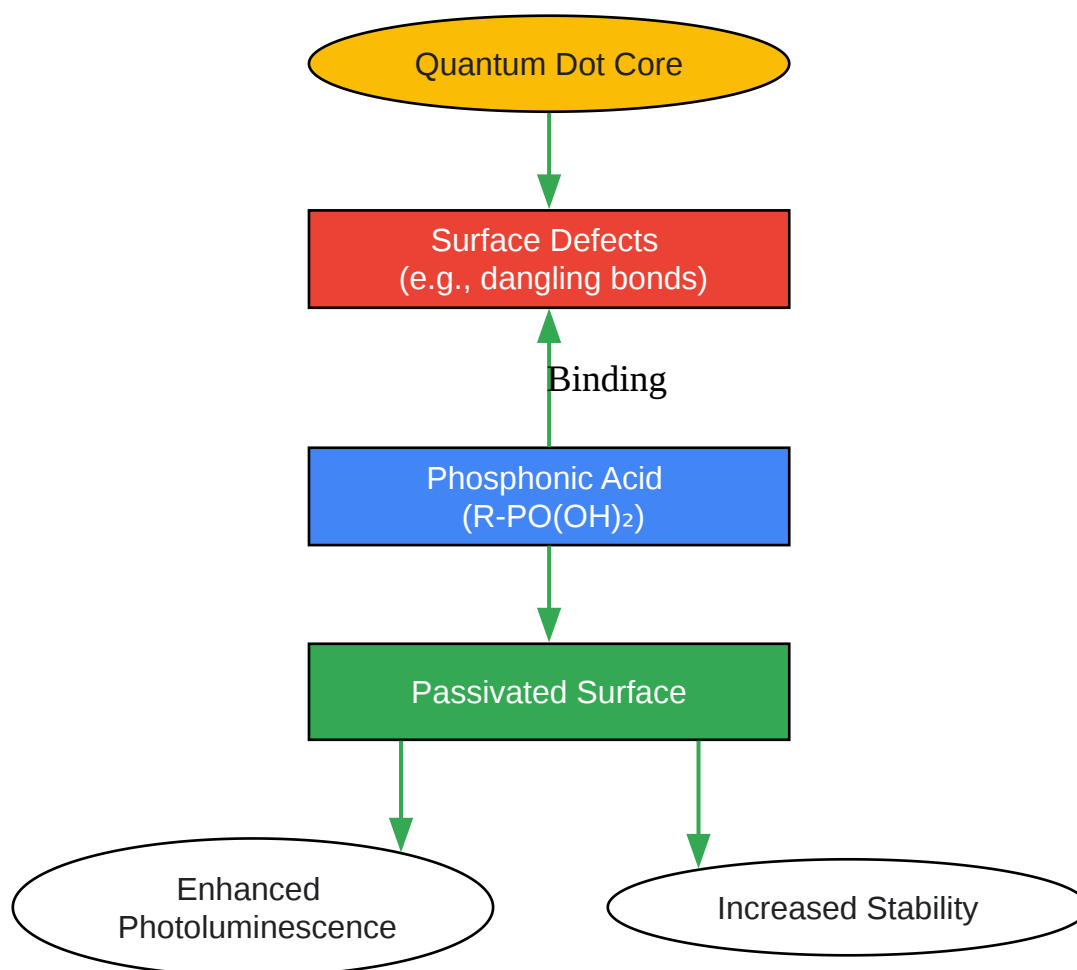 Quantum Dot Core
Surface Defects
(e.g., dangling bonds)
Binding
Phosphonic Acid
(R-PO(OH)₂)
Passivated Surface
Enhanced
Photoluminescence
Increased Stability